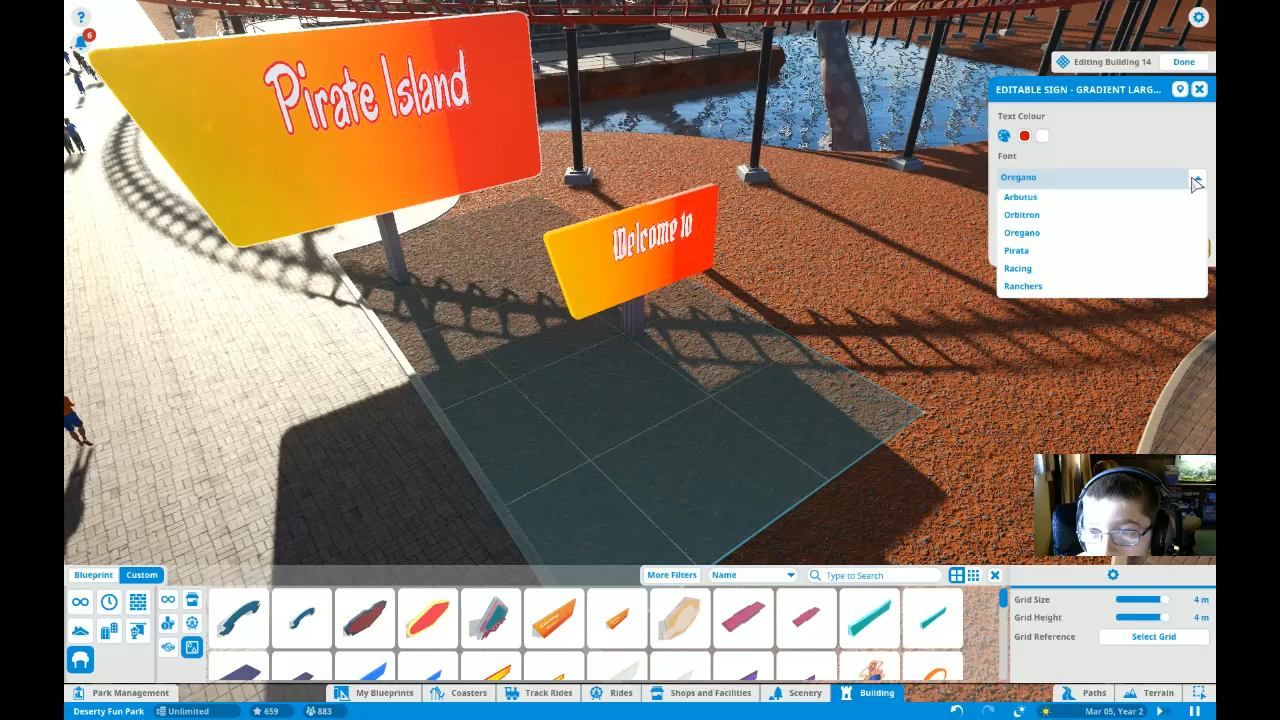 6
Pirate Island
Welcome to
Editing Building 14
Done
EDITABLE SIGN - GRADIENT LARG...
Text Colour
Font
Oregano
Arbutus
Orbitron
Oregano
Pirata
Racing
Ranchers
Blueprint
Custom
More Filters
Name
Type to Search
Grid Size
4 m
Grid Height
4 m
Grid Reference
Select Grid
Park Management
My Blueprints
Coasters
Track Rides
Rides
Shops and Facilities
Scenery
Building
Paths
Terrain
Deserty Fun Park
Unlimited
659
883
Mar 05, Year 2